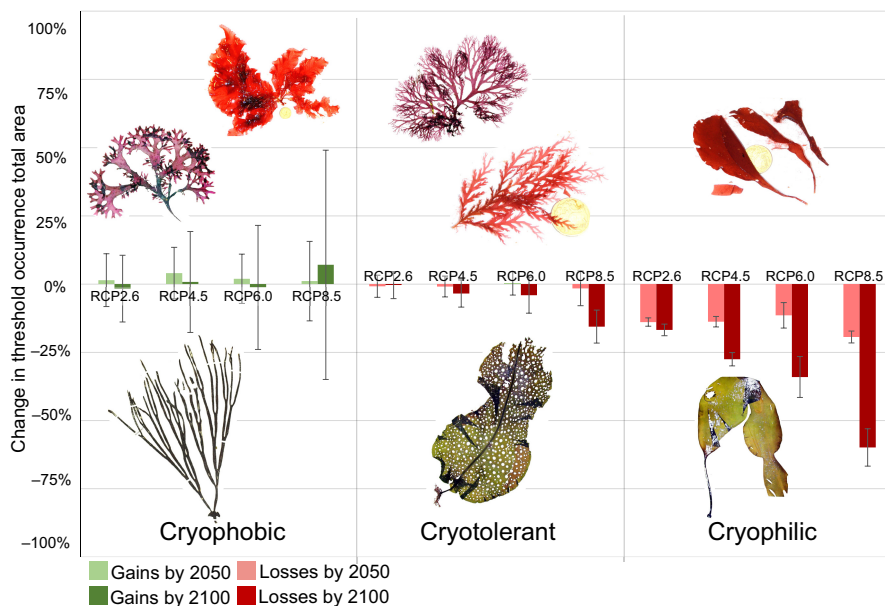 Change in threshold occurrence total area
100%
75%
50%
25%
0%
−25%
−50%
−75%
−100%
RCP2.6 RCP4.5 RCP6.0 RCP8.5
RCP2.6 RCP4.5 RCP6.0 RCP8.5
RCP2.6 RCP4.5 RCP6.0 RCP8.5
Cryophobic Cryotolerant Cryophilic
Gains by 2050 Losses by 2050
Gains by 2100 Losses by 2100